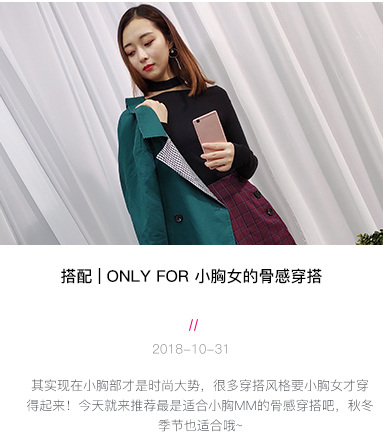 搭配 | ONLY FOR 小胸女的骨感穿搭
//
2018-10-31
其实现在小胸部才是时尚大势，很多穿搭风格要小胸女才穿
得起来！今天就来推荐最是适合小胸MM的骨感穿搭吧，秋冬
季节也适合哦~